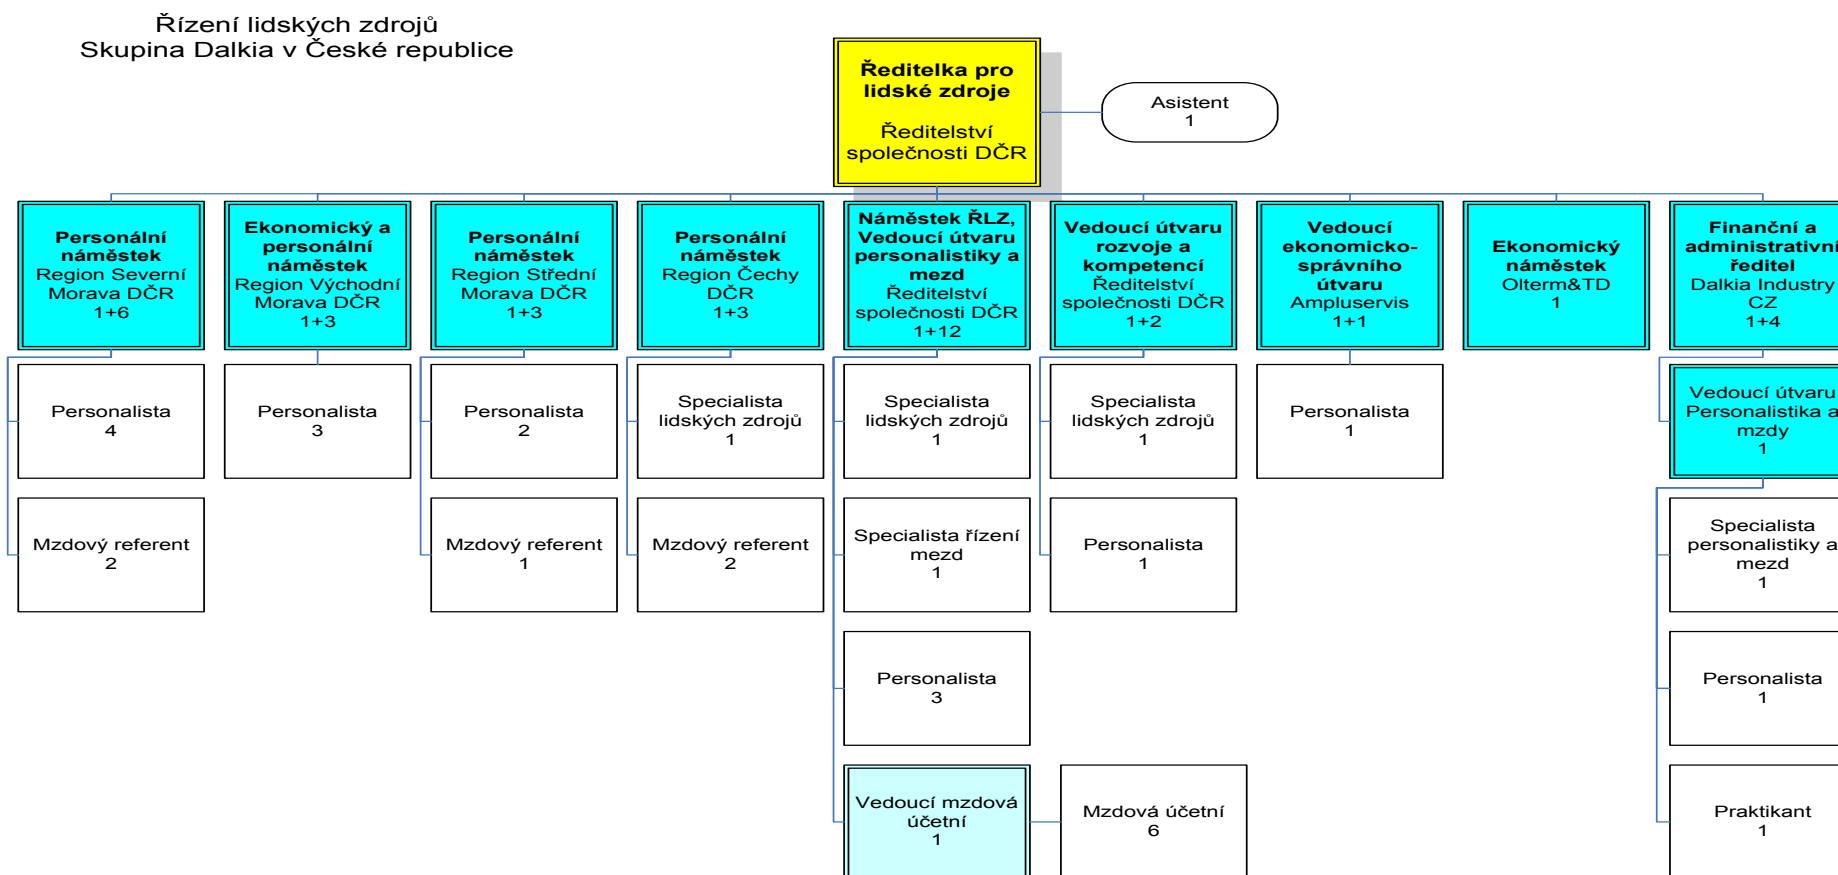 Řízení lidských zdrojů
Skupina Dalkia v České republice
Ředitelka pro
lidské zdroje
Ředitelství
společnosti DČR
Asistent
1
Personální
náměstek
Region Severní
Morava DČR
1+6
Ekonomický a
personální
náměstek
Region Východní
Morava DČR
1+3
Personální
náměstek
Region Střední
Morava DČR
1+3
Personální
náměstek
Region Čechy
DČR
1+3
Náměstek ŘLZ,
Vedoucí útvaru
personalistiky a
mezd
Ředitelství
společnosti DČR
1+12
Vedoucí útvaru
rozvoje a
kompetencí
Ředitelství
společnosti DČR
1+2
Vedoucí
ekonomicko-
správního
útvaru
Ampluservis
1+1
Ekonomický
náměstek
Olterm&TD
1
Finanční a
administrativní
ředitel
Dalkia Industry
CZ
1+4
Personalista
4
Personalista
3
Personalista
2
Specialista
lidských zdrojů
1
Specialista
lidských zdrojů
1
Specialista
lidských zdrojů
1
Personalista
1
Vedoucí útvaru
Personalistika a
mzdy
1
Mzdový referent
2
Mzdový referent
1
Mzdový referent
2
Specialista řízení
mezd
1
Personalista
1
Specialista
personalistiky a
mezd
1
Personalista
3
Personalista
1
Vedoucí mzdová
účetní
1
Mzdová účetní
6
Praktikant
1